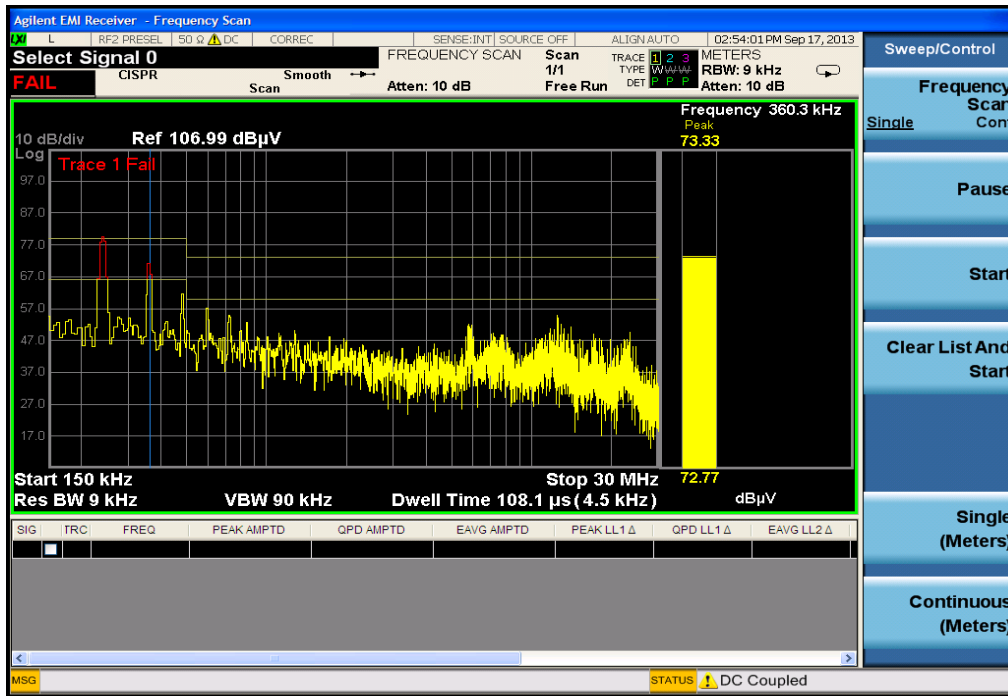 Agilent EMI Receiver - Frequency Scan
LXI L RF2 PRESEL 50 Ω DC CORREC SENSE:INT SOURCE OFF ALIGN AUTO 02:54:01 PM Sep 17, 2013
Select Signal 0
FREQUENCY SCAN
Scan
TRACE 1 2 3
METERS
1/1
TYPE W W W
RBW: 9 kHz
FAIL
CISPR
Scan
Smooth
Atten: 10 dB
Free Run
DET P P P
Atten: 10 dB
Frequency 360.3 kHz
Peak
10 dB/div
Ref 106.99 dBµV
73.33
Log
Trace 1 Fail
97.0
87.0
77.0
67.0
57.0
47.0
37.0
27.0
17.0
Start 150 kHz
Stop 30 MHz
72.77
Res BW 9 kHz
VBW 90 kHz
Dwell Time 108.1 µs (4.5 kHz)
dBµV
SIG TRC FREQ PEAK AMPTD QPD AMPTD EAVG AMPTD PEAK LL1 Δ QPD LL1 Δ EAVG LL2 Δ
MSG
STATUS
DC Coupled
Sweep/Control
Frequency
Scan
Single
Cont
Pause
Start
Clear List And
Start
Single
(Meters)
Continuous
(Meters)